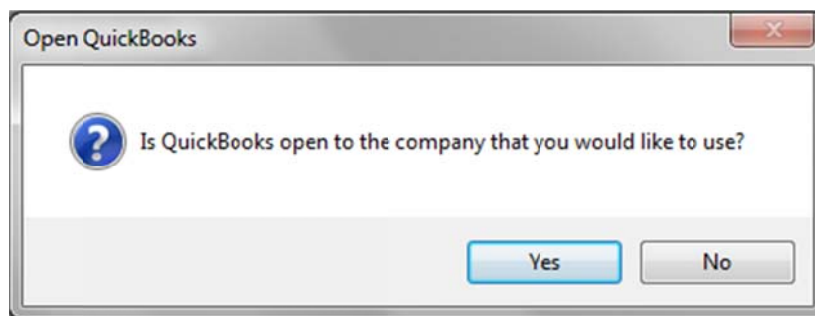 Open QuickBooks
Is QuickBooks open to the company that you would like to use?
Yes No